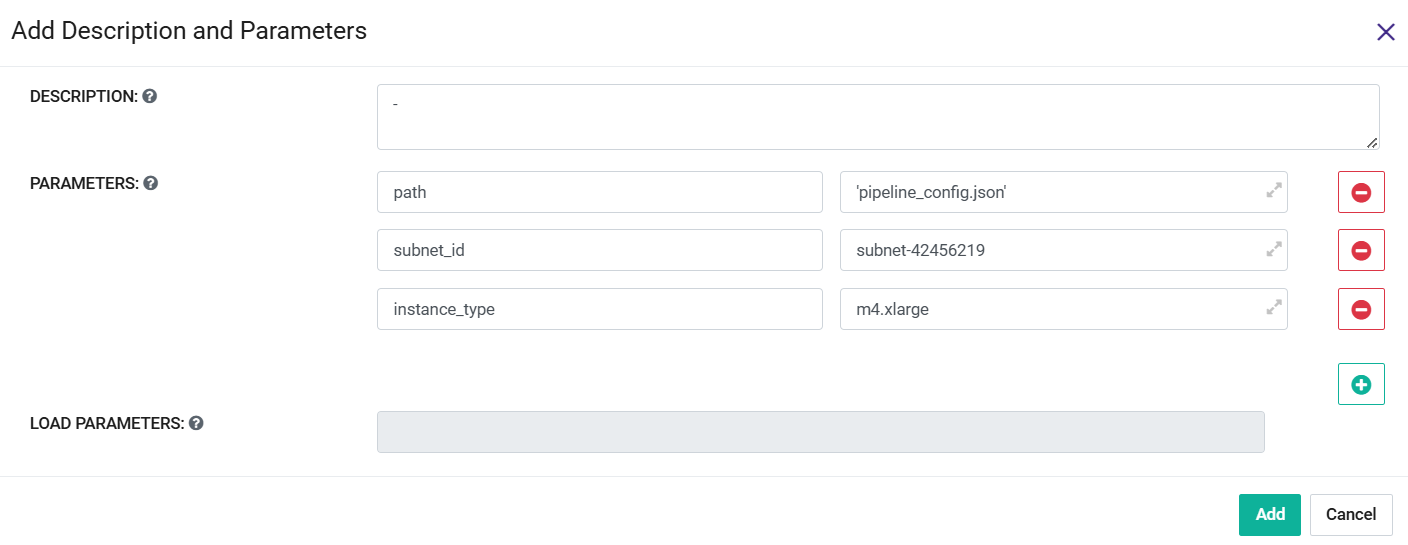 Add Description and Parameters
DESCRIPTION:
-
PARAMETERS:
path 'pipeline_config.json'
subnet_id subnet-42456219
instance_type m4.xlarge
LOAD PARAMETERS:
Add Cancel